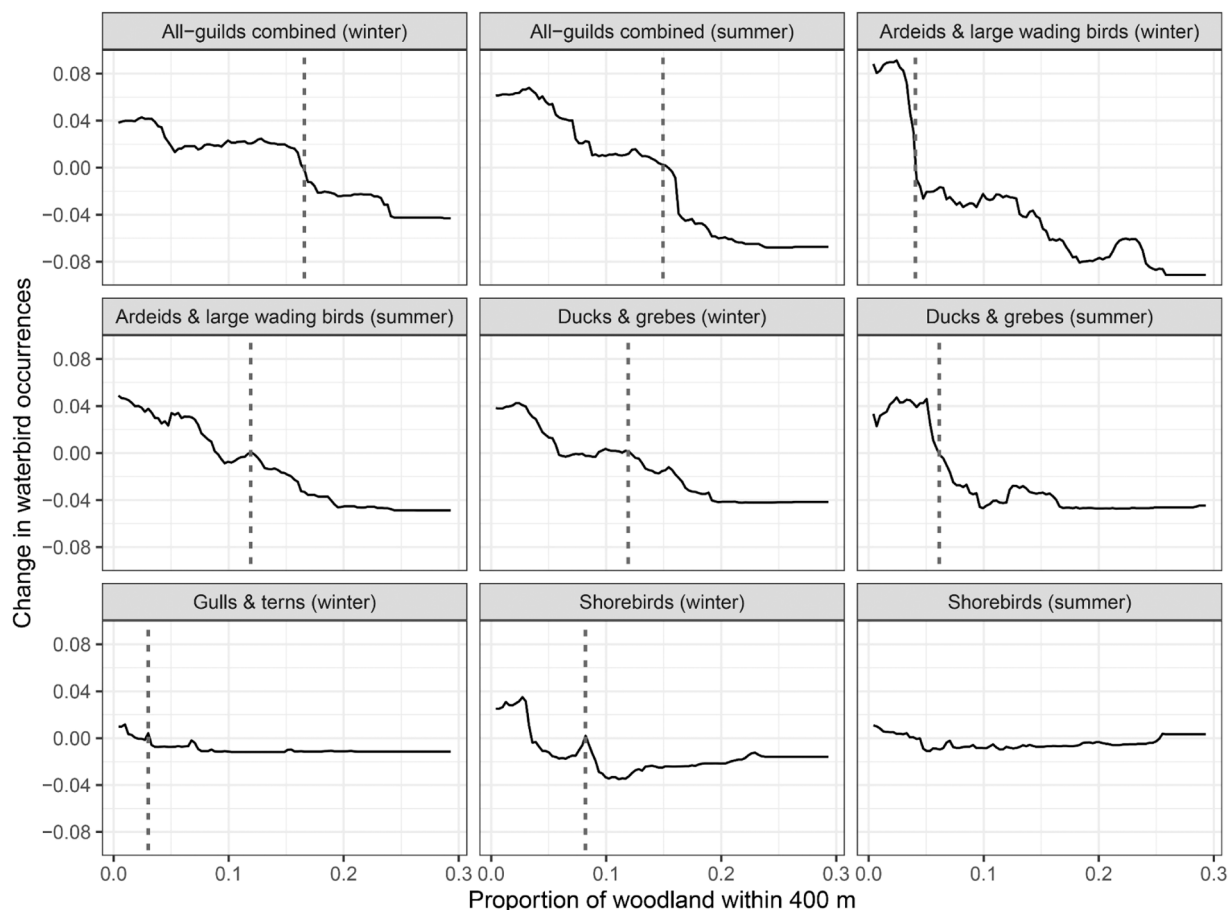 All−guilds combined (winter)
All−guilds combined (summer)
Ardeids & large wading birds (winter)
0.08
0.04
0.00
−0.04
−0.08
Ardeids & large wading birds (summer)
Ducks & grebes (winter)
Ducks & grebes (summer)
0.08
0.04
0.00
−0.04
−0.08
Gulls & terns (winter)
Shorebirds (winter)
Shorebirds (summer)
0.08
0.04
0.00
−0.04
−0.08
0.0 0.1 0.2 0.3
0.0 0.1 0.2 0.3
0.0 0.1 0.2 0.3
Change in waterbird occurrences
Proportion of woodland within 400 m